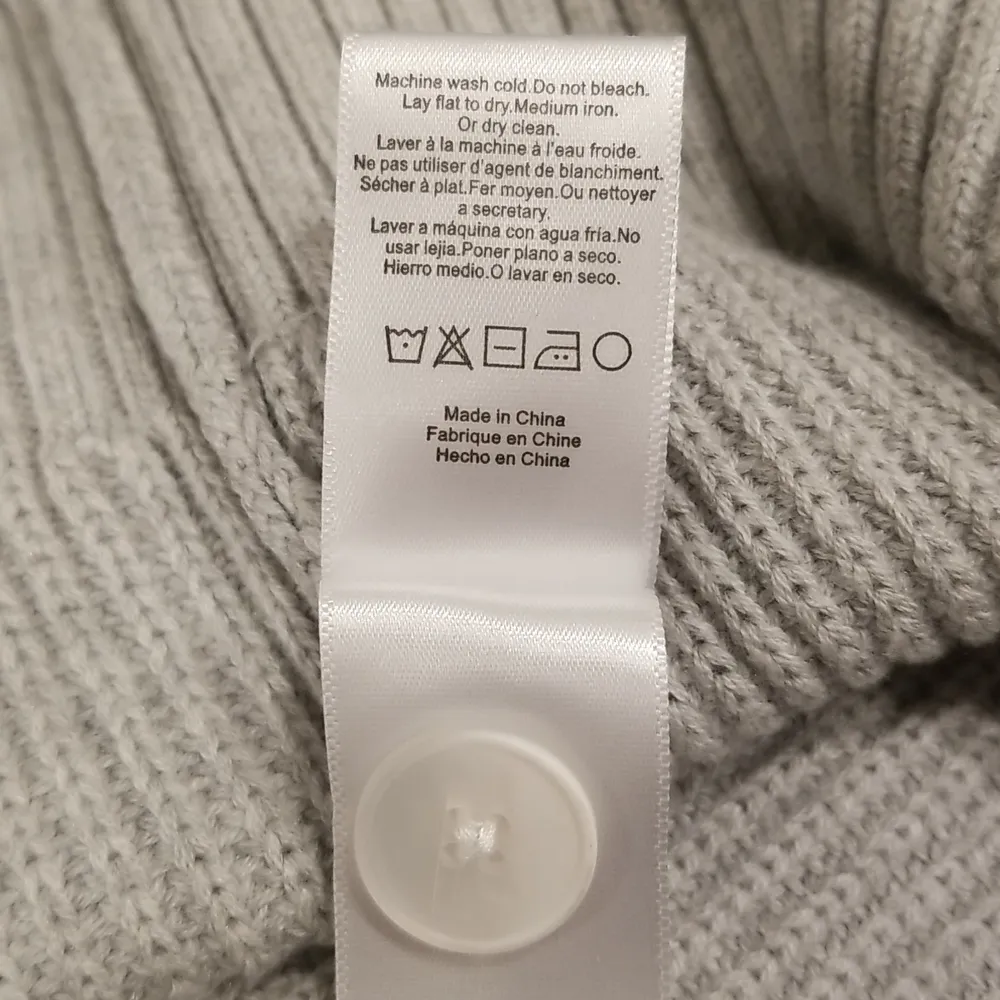 Machine wash cold.Do not bleach.
Lay flat to dry.Medium iron.
Or dry clean.
Laver à la machine à l'eau froide.
Ne pas utiliser d'agent de blanchiment.
Sécher à plat.Fer moyen.Ou nettoyer
a secretary.
Laver a máquina con agua fría.No
usar lejía.Poner plano a seco.
Hierro medio.O lavar en seco.
Made in China
Fabrique en Chine
Hecho en China